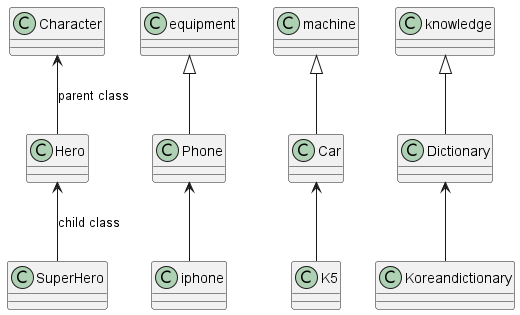 C Character
C equipment
C machine
C knowledge
parent class
C Hero
C Phone
C Car
C Dictionary
child class
C SuperHero
C iphone
C K5
C Koreandictionary